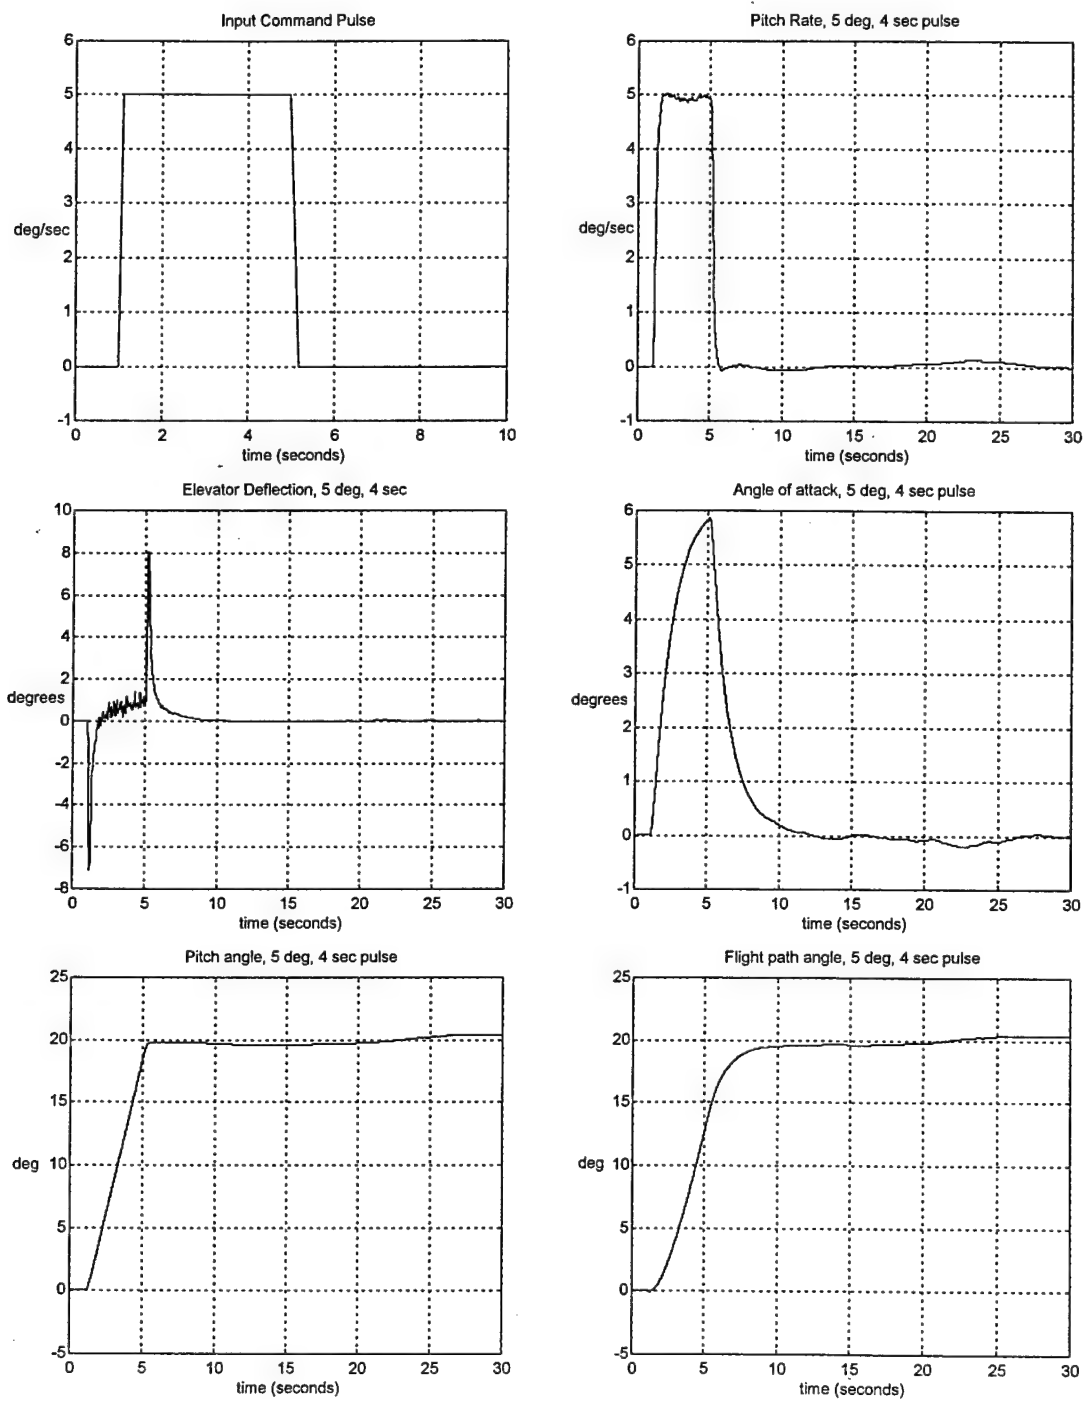 Input Command Pulse
6
5
4
3
deg/sec
2
1
0
-1
0 2 4 6 8 10
time (seconds)
Pitch Rate, 5 deg, 4 sec pulse
6
5
4
3
deg/sec
2
1
0
-1
0 5 10 15 20 25 30
time (seconds)
Elevator Deflection, 5 deg, 4 sec
10
8
6
4
2
degrees
0
-2
-4
-6
-8
0 5 10 15 20 25 30
time (seconds)
Angle of attack, 5 deg, 4 sec pulse
6
5
4
3
degrees
2
1
0
-1
0 5 10 15 20 25 30
time (seconds)
Pitch angle, 5 deg, 4 sec pulse
25
20
15
deg 10
5
0
-5
0 5 10 15 20 25 30
time (seconds)
Flight path angle, 5 deg, 4 sec pulse
25
20
15
deg 10
5
0
-5
0 5 10 15 20 25 30
time (seconds)